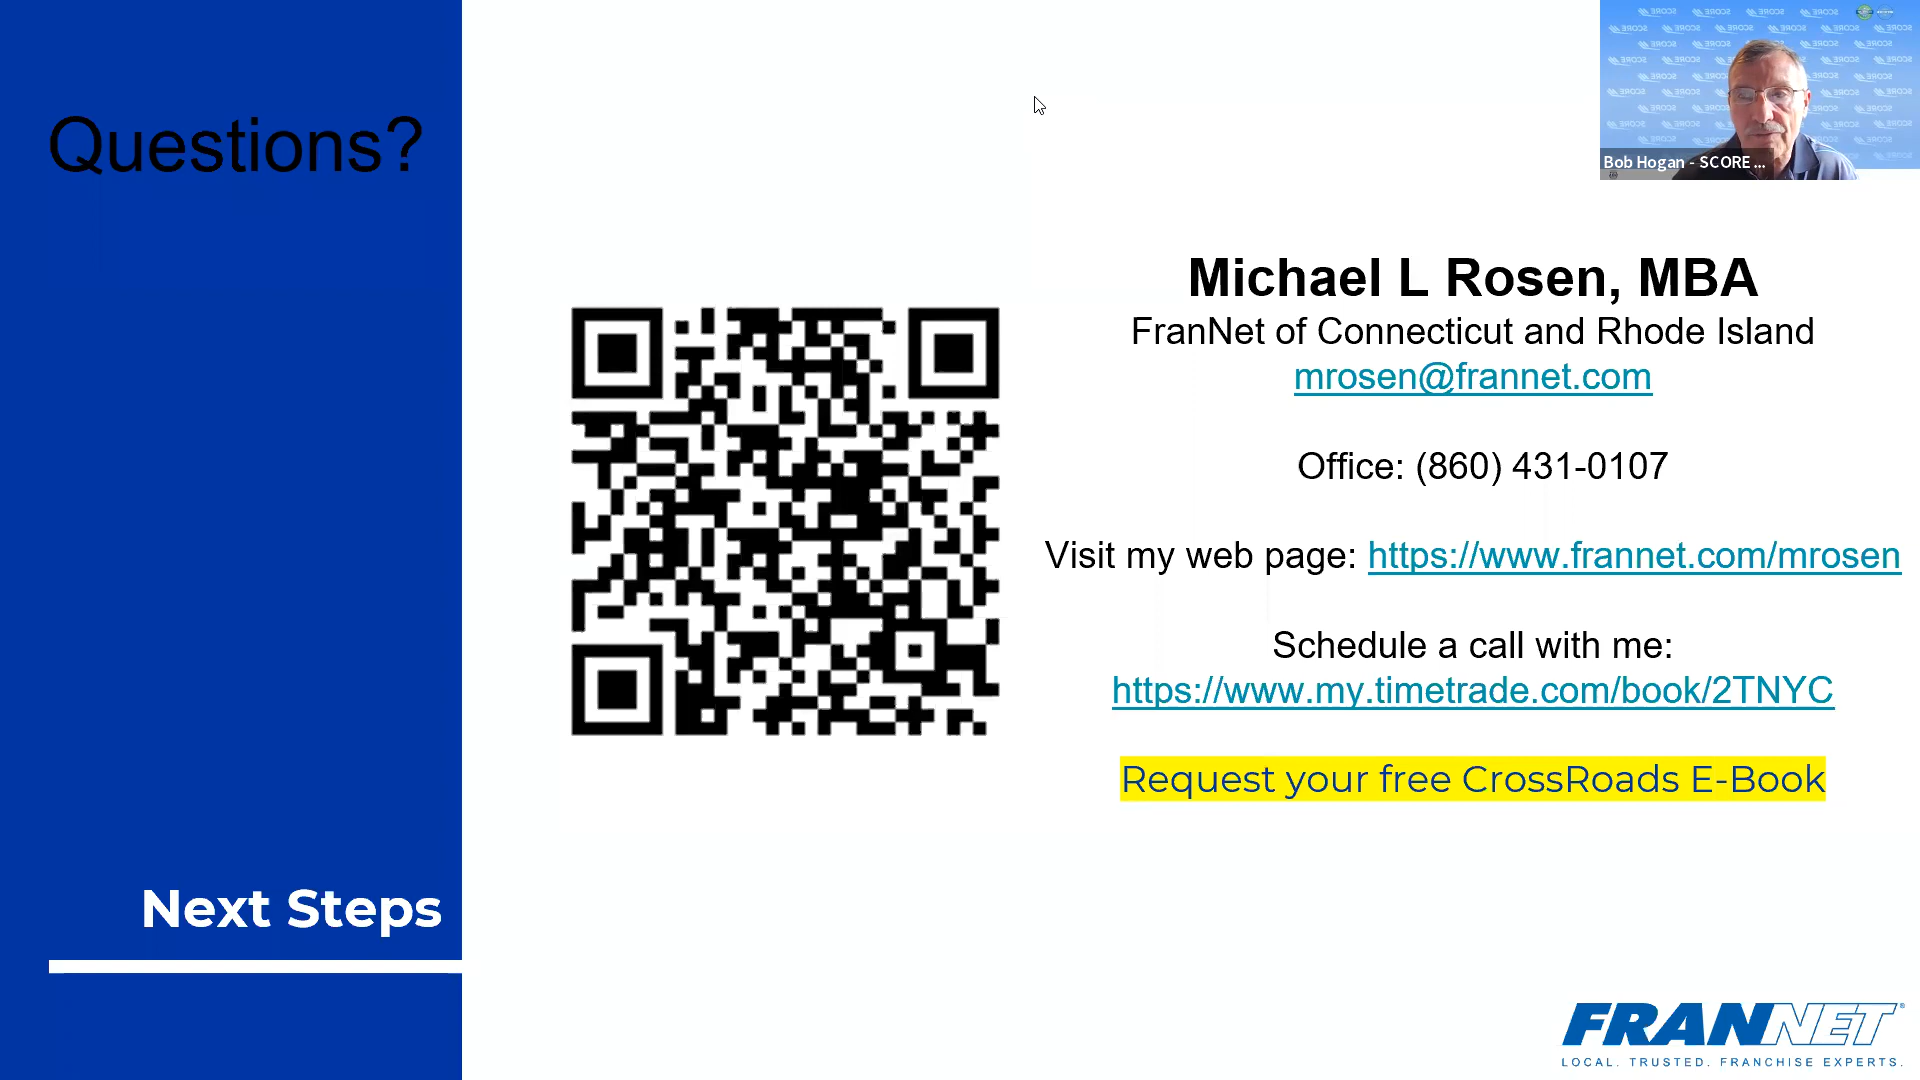 Questions?
Bob Hogan - SCORE ...
Michael L Rosen, MBA
FranNet of Connecticut and Rhode Island
mrosen@frannet.com
Office: (860) 431-0107
Visit my web page: https://www.frannet.com/mrosen
Schedule a call with me:
https://www.my.timetrade.com/book/2TNYC
Request your free CrossRoads E-Book
Next Steps
FRANNET®
LOCAL. TRUSTED. FRANCHISE EXPERTS.